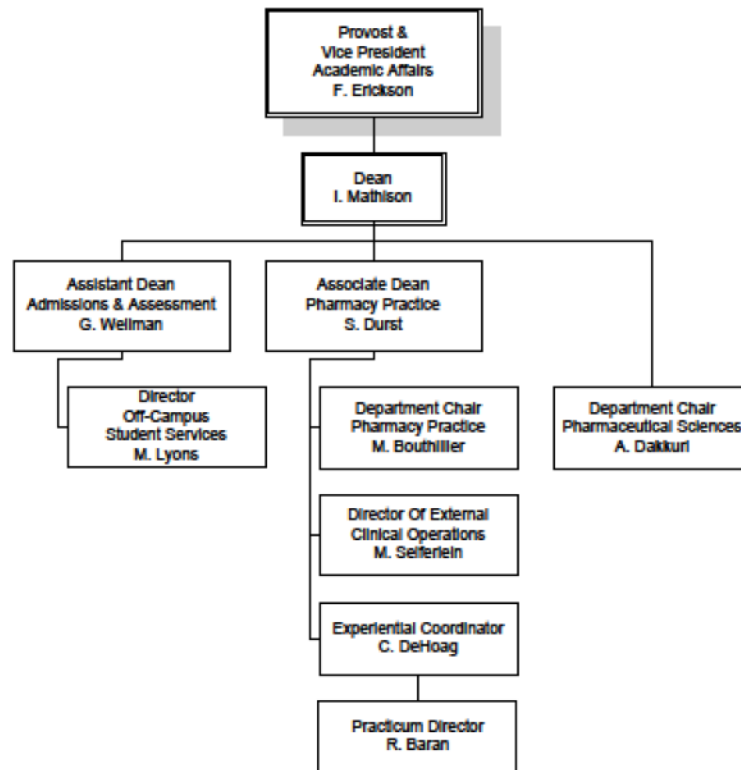 Provost &
Vice President
Academic Affairs
F. Erickson
Dean
I. Mathison
Assistant Dean
Admissions & Assessment
G. Wellman
Associate Dean
Pharmacy Practice
S. Durst
Director
Off-Campus
Student Services
M. Lyons
Department Chair
Pharmacy Practice
M. Bouthillier
Department Chair
Pharmaceutical Sciences
A. Dakkuri
Director Of External
Clinical Operations
M. Seiferlein
Experiential Coordinator
C. DeHoag
Practicum Director
R. Baran